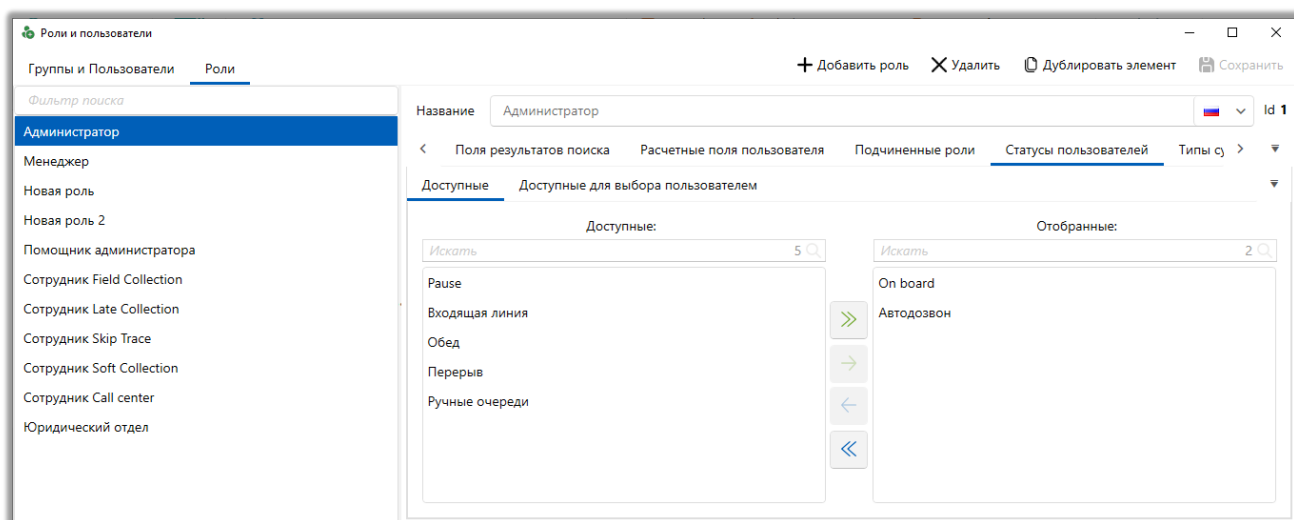 Роли и пользователи
Группы и Пользователи Роли Добавить роль Удалить Дублировать элемент Сохранить
Фильтр поиска
Администратор
Менеджер
Новая роль
Новая роль 2
Помощник администратора
Сотрудник Field Collection
Сотрудник Late Collection
Сотрудник Skip Trace
Сотрудник Soft Collection
Сотрудник Call center
Юридический отдел
Название Администратор Id 1
Поля результатов поиска Расчетные поля пользователя Подчиненные роли Статусы пользователей Типы су
Доступные Доступные для выбора пользователем
Доступные:
Искать 5
Pause
Входящая линия
Обед
Перерыв
Ручные очереди
Отобранные:
Искать 2
On board
Автодозвон